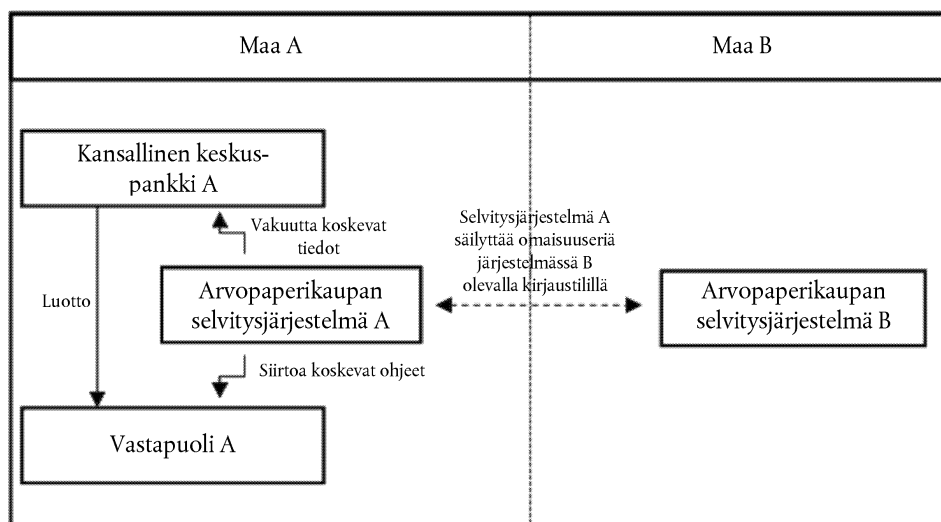 Maa A
Maa B
Kansallinen keskus-
pankki A
Vakuutta koskevat
tiedot
Selvitysjärjestelmä A
säilyttää omaisuuseriä
järjestelmässä B
olevalla kirjaustilillä
Luotto
Arvopaperikaupan
selvitysjärjestelmä A
Arvopaperikaupan
selvitysjärjestelmä B
Siirtoa koskevat ohjeet
Vastapuoli A